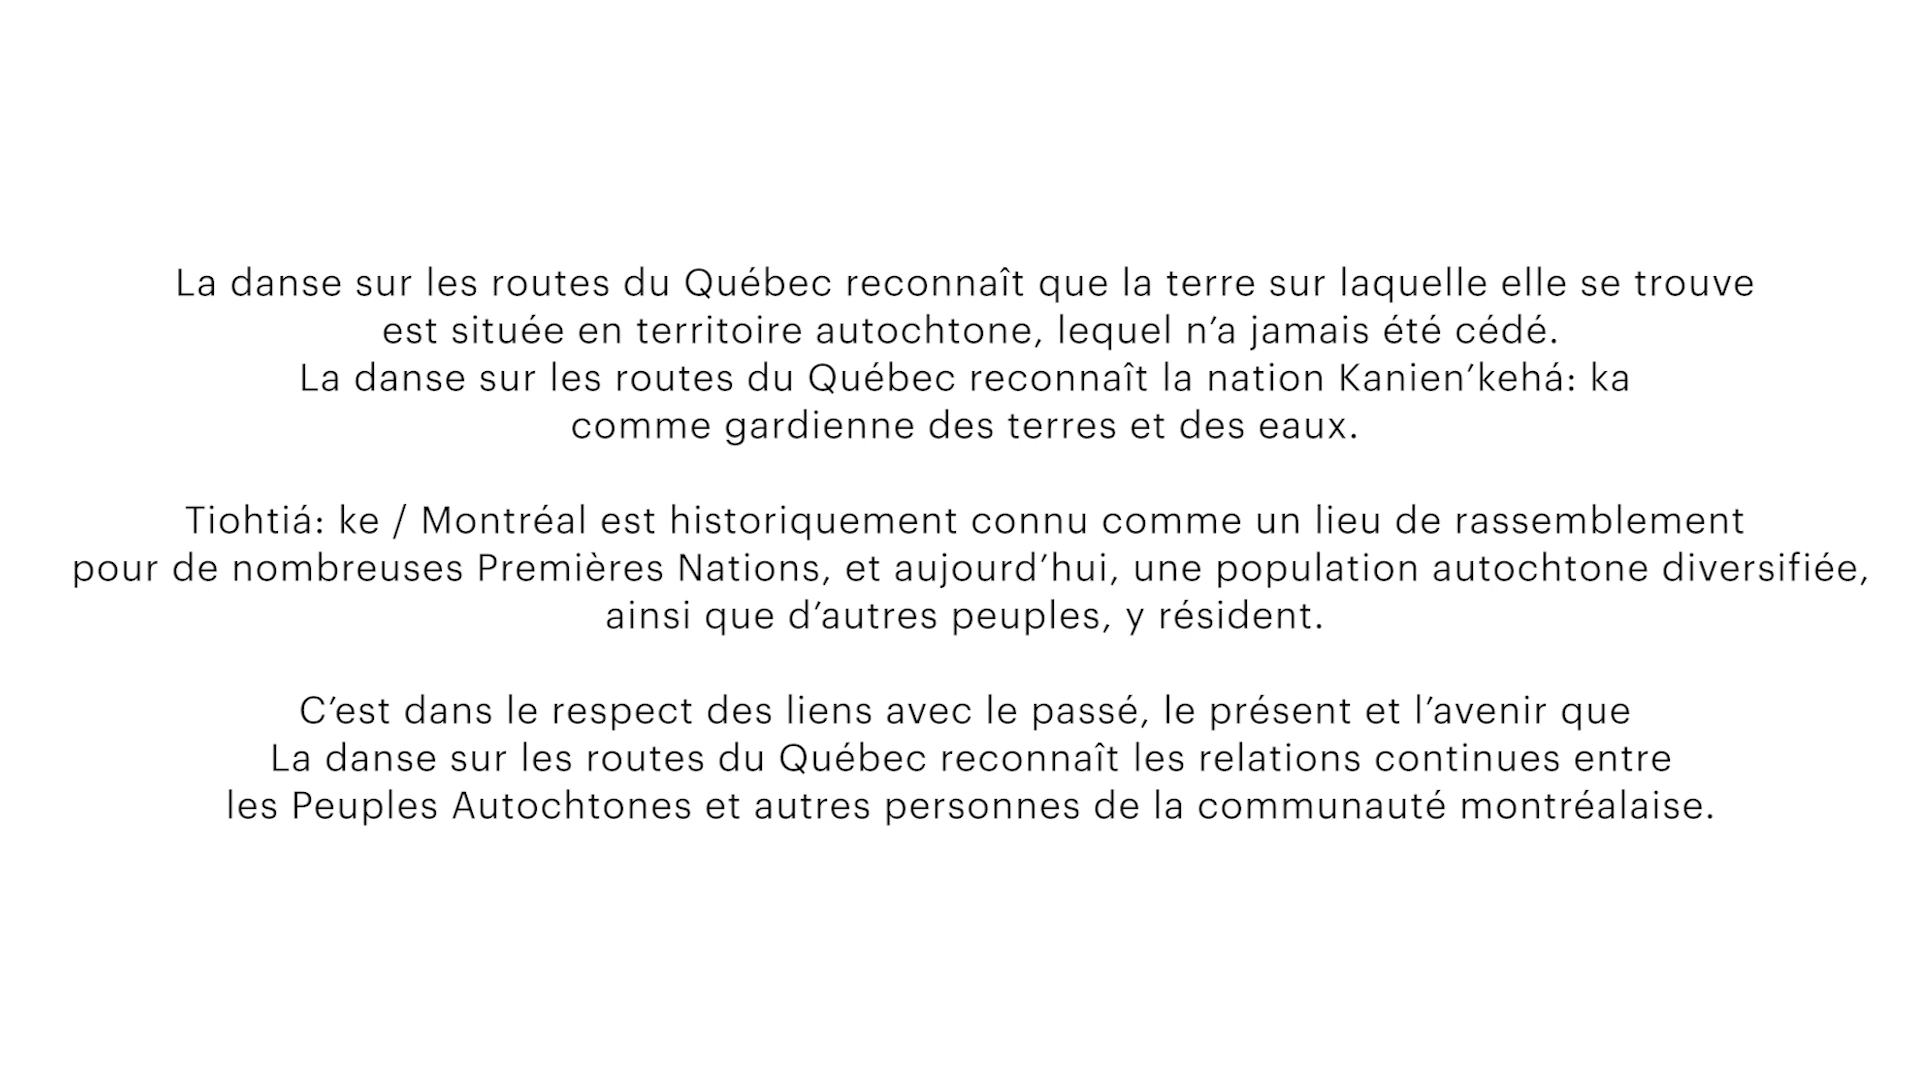 La danse sur les routes du Québec reconnaît que la terre sur laquelle elle se trouve
est située en territoire autochtone, lequel n’a jamais été cédé.
La danse sur les routes du Québec reconnaît la nation Kanien’kehá: ka
comme gardienne des terres et des eaux.
Tiohtiá: ke / Montréal est historiquement connu comme un lieu de rassemblement
pour de nombreuses Premières Nations, et aujourd’hui, une population autochtone diversifiée,
ainsi que d’autres peuples, y résident.
C’est dans le respect des liens avec le passé, le présent et l’avenir que
La danse sur les routes du Québec reconnaît les relations continues entre
les Peuples Autochtones et autres personnes de la communauté montréalaise.